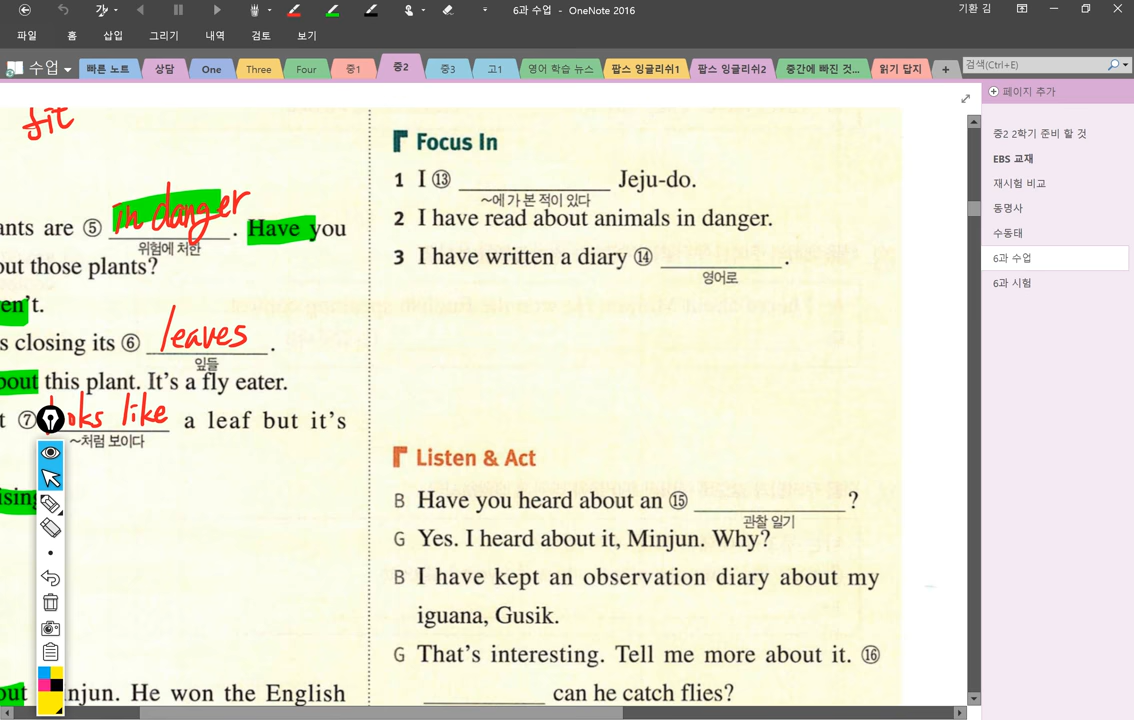 6과 수업 - OneNote 2016
기환 김
파일 홈 삽입 그리기 내역 검토 보기
수업 빠른 노트 상담 One Three Four 중1 중2 중3 고1 영어 학습 뉴스 팝스 잉글리쉬1 팝스 잉글리쉬2 중간에 빠진 것... 읽기 답지 +
검색(Ctrl+E)
페이지 추가
중2 2학기 준비 할 것
EBS 교재
재시험 비교
동명사
수동태
6과 수업
6과 시험
fit
ants are ⑤ in danger. Have you
위험에 처한
out those plants?
en't.
s closing its ⑥ leaves.
잎들
bout this plant. It's a fly eater.
t ⑦ looks like a leaf but it's
~처럼 보이다
ising
out njun. He won the English
Focus In
1 I ⑬ ____________ Jeju-do.
~에 가 본 적이 있다
2 I have read about animals in danger.
3 I have written a diary ⑭ ____________.
영어로
Listen & Act
B Have you heard about an ⑮ ____________?
관찰 일기
G Yes. I heard about it, Minjun. Why?
B I have kept an observation diary about my
iguana, Gusik.
G That's interesting. Tell me more about it. ⑯
____________ can he catch flies?